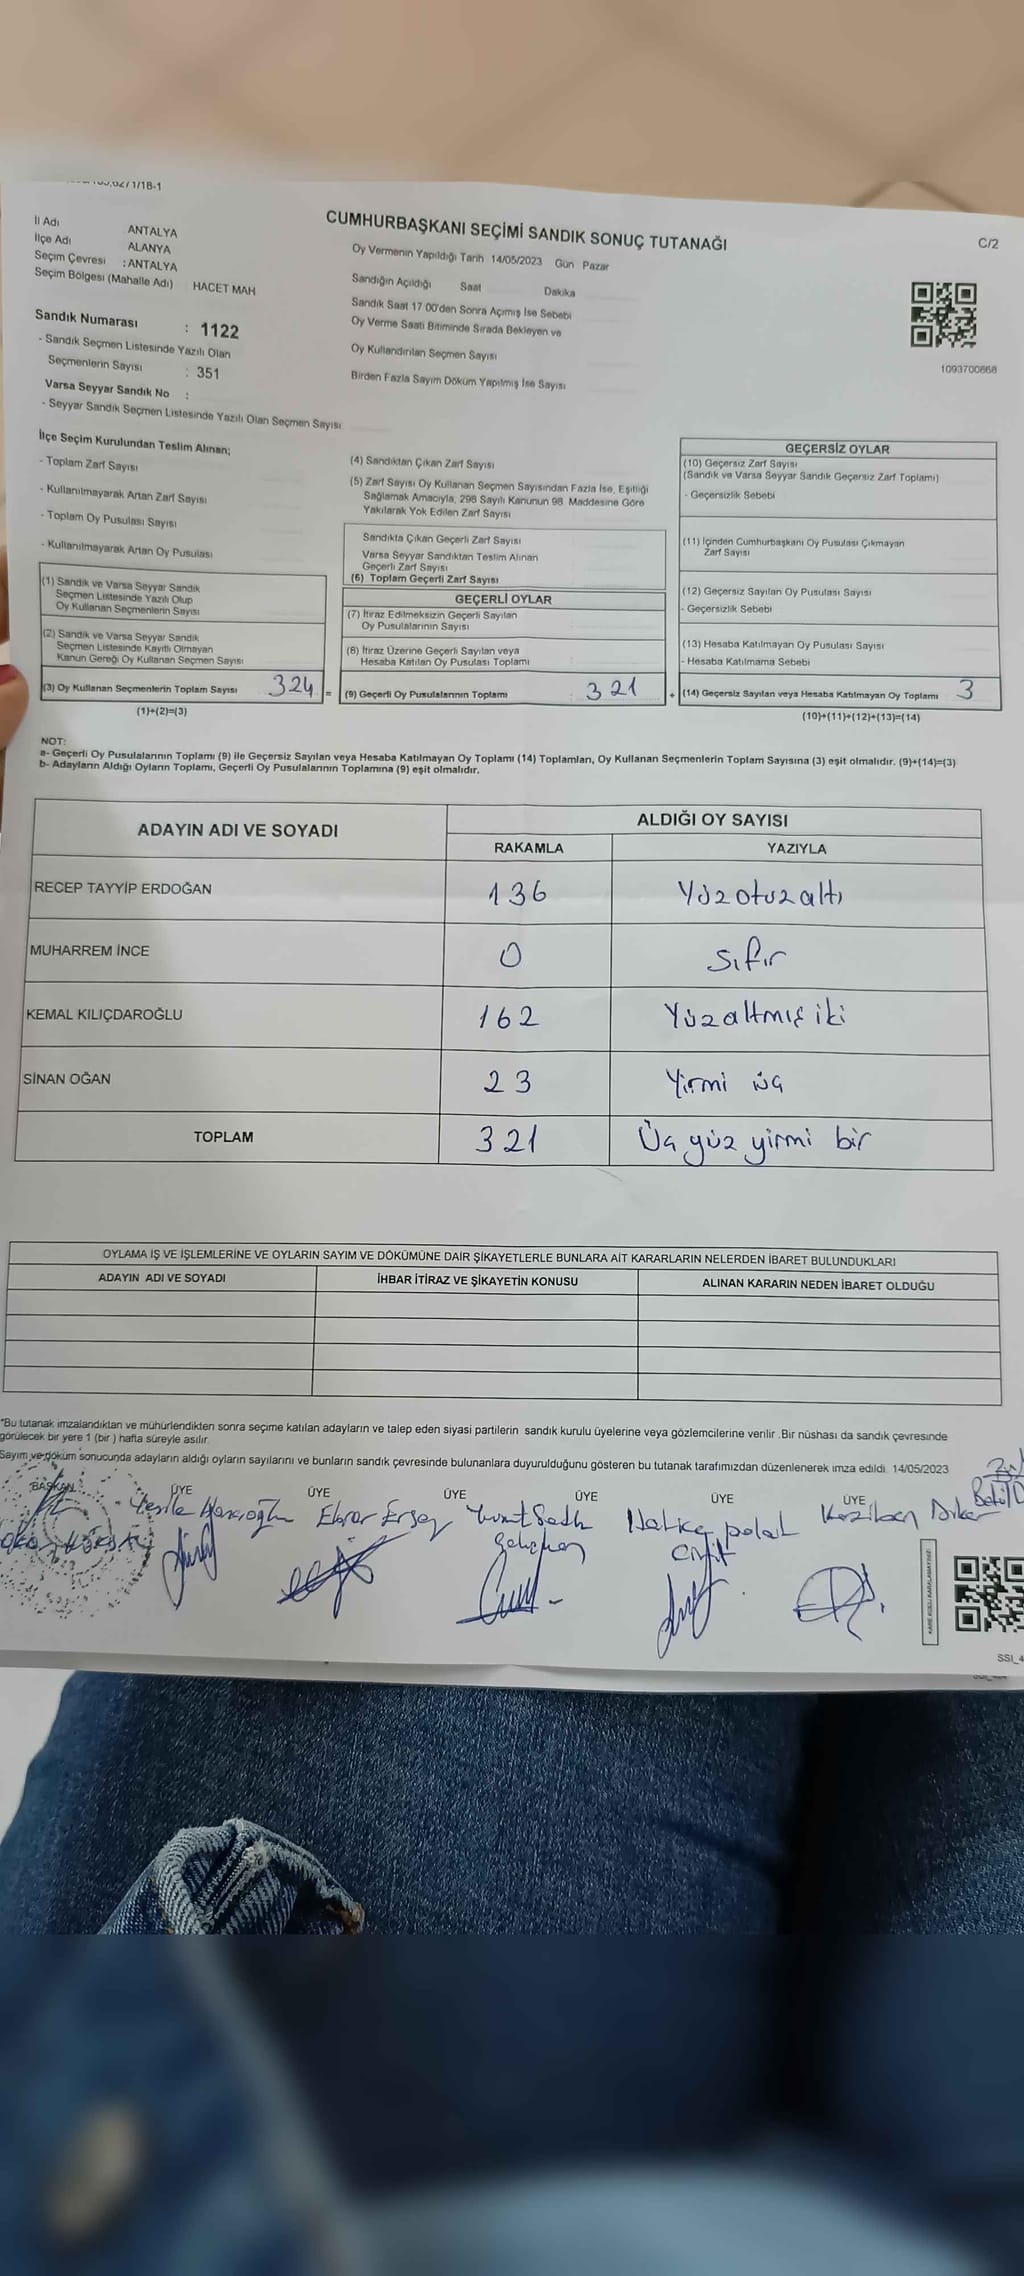 İl Adı ANTALYA
İlçe Adı ALANYA
Seçim Çevresi : ANTALYA
Seçim Bölgesi (Mahalle Adı) HACET MAH
CUMHURBAŞKANI SEÇİMİ SANDIK SONUÇ TUTANAĞI
C/2
Oy Vermenin Yapıldığı Tarih 14/05/2023 Gün Pazar
Sandığın Açıldığı Saat Dakika
Sandık Saat 17 00'den Sonra Açımış İse Sebebi
Oy Verme Saati Bitiminde Sırada Bekleyen ve
Oy Kullandırılan Seçmen Sayısı
Birden Fazla Sayım Döküm Yapılmış İse Sayısı
1093700868
Sandık Numarası : 1122
- Sandık Seçmen Listesinde Yazılı Olan
Seçmenlerin Sayısı : 351
Varsa Seyyar Sandık No :
- Seyyar Sandık Seçmen Listesinde Yazılı Olan Seçmen Sayısı
İlçe Seçim Kurulundan Teslim Alınan;
- Toplam Zarf Sayısı
- Kullanılmayarak Artan Zarf Sayısı
- Toplam Oy Pusulası Sayısı
- Kullanılmayarak Artan Oy Pusulası
(1) Sandık ve Varsa Seyyar Sandık
Seçmen Listesinde Yazılı Olup
Oy Kullanan Seçmenlerin Sayısı
(2) Sandık ve Varsa Seyyar Sandık
Seçmen Listesinde Kayıtlı Olmayan
Kanun Gereği Oy Kullanan Seçmen Sayısı
(3) Oy Kullanan Seçmenlerin Toplam Sayısı 324 =
(1)+(2)=(3)
(4) Sandıktan Çıkan Zarf Sayısı
(5) Zarf Sayısı Oy Kullanan Seçmen Sayısından Fazla İse, Eşitliği
Sağlamak Amacıyla, 298 Sayılı Kanunun 98. Maddesine Göre
Yakılarak Yok Edilen Zarf Sayısı
Sandıkta Çıkan Geçerli Zarf Sayısı
Varsa Seyyar Sandıktan Teslim Alınan
Geçerli Zarf Sayısı
(6) Toplam Geçerli Zarf Sayısı
GEÇERLİ OYLAR
(7) İtiraz Edilmeksizin Geçerli Sayılan
Oy Pusulalarının Sayısı
(8) İtiraz Üzerine Geçerli Sayılan veya
Hesaba Katılan Oy Pusulası Toplamı
(9) Geçerli Oy Pusulalarının Toplamı 321
GEÇERSİZ OYLAR
(10) Geçersiz Zarf Sayısı
(Sandık ve Varsa Seyyar Sandık Geçersiz Zarf Toplamı)
- Geçersizlik Sebebi
(11) İçinden Cumhurbaşkanı Oy Pusulası Çıkmayan
Zarf Sayısı
(12) Geçersiz Sayılan Oy Pusulası Sayısı
- Geçersizlik Sebebi
(13) Hesaba Katılmayan Oy Pusulası Sayısı
- Hesaba Katılmama Sebebi
+ (14) Geçersiz Sayılan veya Hesaba Katılmayan Oy Toplamı 3
(10)+(11)+(12)+(13)=(14)
NOT:
a- Geçerli Oy Pusulalarının Toplamı (9) ile Geçersiz Sayılan veya Hesaba Katılmayan Oy Toplamı (14) Toplamları, Oy Kullanan Seçmenlerin Toplam Sayısına (3) eşit olmalıdır. (9)+(14)=(3)
b- Adayların Aldığı Oyların Toplamı, Geçerli Oy Pusulalarının Toplamına (9) eşit olmalıdır.
ADAYIN ADI VE SOYADI ALDIĞI OY SAYISI
RAKAMLA YAZIYLA
RECEP TAYYİP ERDOĞAN 136 Yüzotuzaltı
MUHARREM İNCE 0 sıfır
KEMAL KILIÇDAROĞLU 162 Yüzaltmış iki
SİNAN OĞAN 23 Yirmi üç
TOPLAM 321 Üç yüz yirmi bir
OYLAMA İŞ VE İŞLEMLERİNE VE OYLARIN SAYIM VE DÖKÜMÜNE DAİR ŞİKAYETLERLE BUNLARA AİT KARARLARIN NELERDEN İBARET BULUNDUKLARI
ADAYIN ADI VE SOYADI İHBAR İTİRAZ VE ŞİKAYETİN KONUSU ALINAN KARARIN NEDEN İBARET OLDUĞU
*Bu tutanak imzalandıktan ve mühürlendikten sonra seçime katılan adayların ve talep eden siyasi partilerin sandık kurulu üyelerine veya gözlemcilerine verilir .Bir nüshası da sandık çevresinde
görülecek bir yere 1 (bir ) hafta süreyle asılır.
Sayım ve döküm sonucunda adayların aldığı oyların sayılarını ve bunların sandık çevresinde bulunanlara duyurulduğunu gösteren bu tutanak tarafımızdan düzenlenerek imza edildi. 14/05/2023
BAŞKAN ÜYE ÜYE ÜYE ÜYE ÜYE ÜYE
Ebrar Ersoy
Hatice polat
Keziban